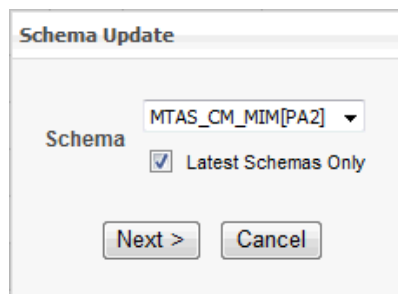 Schema Update
MTAS_CM_MIM[PA2]
Schema
Latest Schemas Only
Next > Cancel